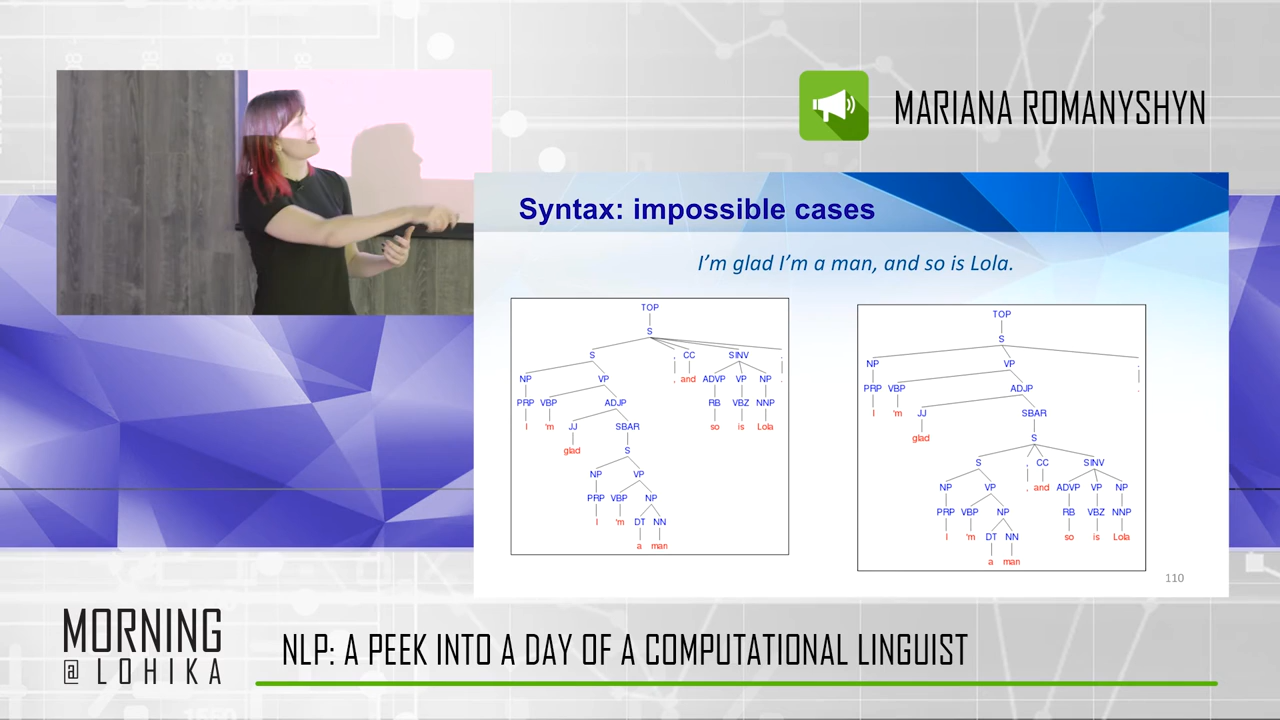 MARIANA ROMANYSHYN
Syntax: impossible cases
I'm glad I'm a man, and so is Lola.
TOP
S
S , CC SINV .
NP VP , and ADVP VP NP .
PRP VBP ADJP RB VBZ NNP
I 'm JJ SBAR so is Lola
glad S
NP VP
PRP VBP NP
I 'm DT NN
a man
TOP
S
NP VP .
PRP VBP ADJP .
I 'm JJ SBAR
glad S
S , CC SINV
NP VP , and ADVP VP NP
PRP VBP NP RB VBZ NNP
I 'm DT NN so is Lola
a man
110
MORNING
@ LOHIKA
NLP: A PEEK INTO A DAY OF A COMPUTATIONAL LINGUIST